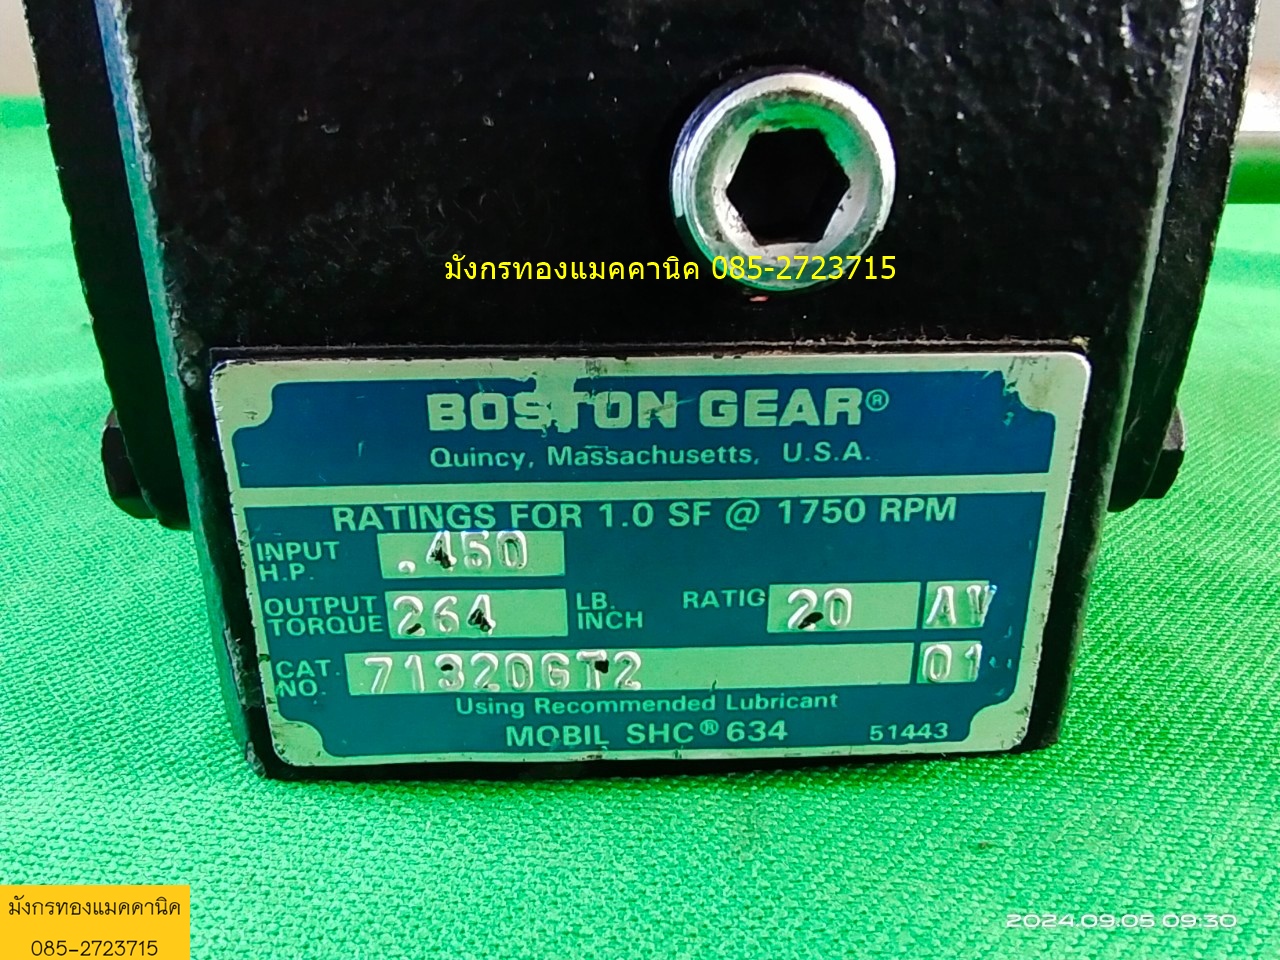 มังกรทองแมคคานิค 085-2723715
BOSTON GEAR®
Quincy, Massachusetts, U.S.A.
RATINGS FOR 1.0 SF @ 1750 RPM
INPUT H.P. .450
OUTPUT TORQUE 264 LB. INCH RATIO 20 AV
CAT. NO. 71320GT2 01
Using Recommended Lubricant
MOBIL SHC® 634 51443
มังกรทองแมคคานิค
085-2723715
2024.09.06 09:30